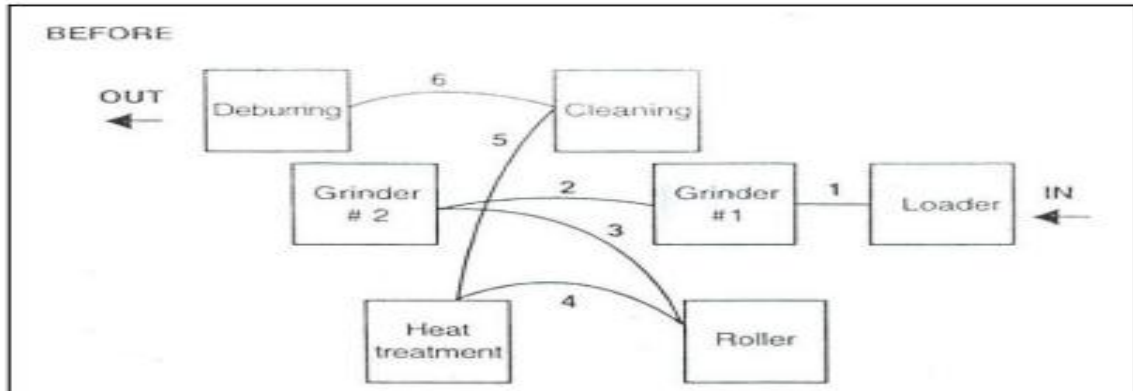 BEFORE
6
OUT
Deburring
Cleaning
5
Grinder
# 2
2
Grinder
#1
1
Loader
IN
3
4
Heat
treatment
Roller